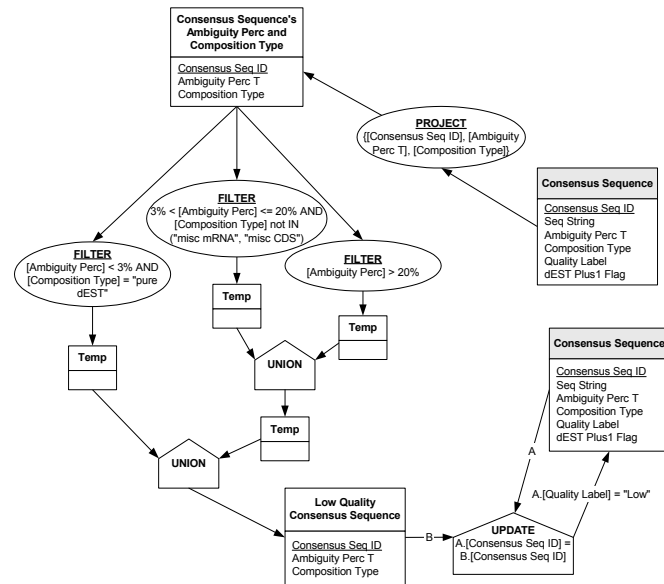 Consensus Sequence's
Ambiguity Perc and
Composition Type
Consensus Seq ID
Ambiguity Perc T
Composition Type
PROJECT
{[Consensus Seq ID], [Ambiguity
Perc T], [Composition Type]}
Consensus Sequence
Consensus Seq ID
Seq String
Ambiguity Perc T
Composition Type
Quality Label
dEST Plus1 Flag
FILTER
3% < [Ambiguity Perc] <= 20% AND
[Composition Type] not IN
("misc mRNA", "misc CDS")
FILTER
[Ambiguity Perc] < 3% AND
[Composition Type] = "pure
dEST"
FILTER
[Ambiguity Perc] > 20%
Temp
Temp
Temp
UNION
Temp
UNION
Consensus Sequence
Consensus Seq ID
Seq String
Ambiguity Perc T
Composition Type
Quality Label
dEST Plus1 Flag
A
A.[Quality Label] = "Low"
Low Quality
Consensus Sequence
Consensus Seq ID
Ambiguity Perc T
Composition Type
B
UPDATE
A.[Consensus Seq ID] =
B.[Consensus Seq ID]